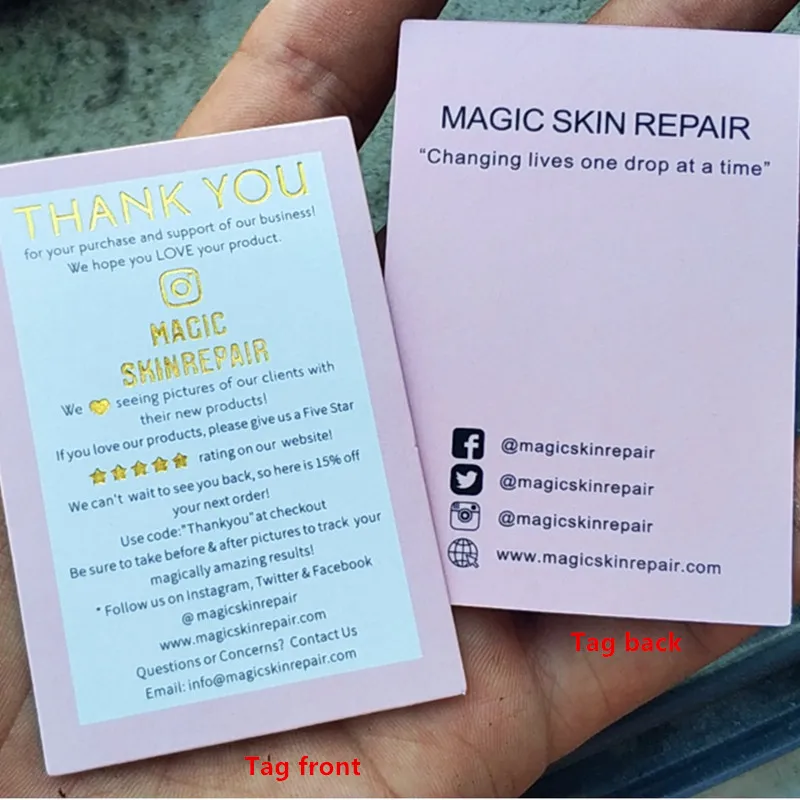 THANK YOU
for your purchase and support of our business!
We hope you LOVE your product.
MAGIC
SKINREPAIR
We seeing pictures of our clients with
their new products!
If you love our products, please give us a Five Star
rating on our website!
We can't wait to see you back, so here is 15% off
your next order!
Use code:"Thankyou" at checkout
Be sure to take before & after pictures to track your
magically amazing results!
* Follow us on Instagram, Twitter & Facebook
@magicskinrepair
www.magicskinrepair.com
Questions or Concerns? Contact Us
Email: info@magicskinrepair.com
Tag front
MAGIC SKIN REPAIR
“Changing lives one drop at a time”
@magicskinrepair
@magicskinrepair
@magicskinrepair
www.magicskinrepair.com
Tag back